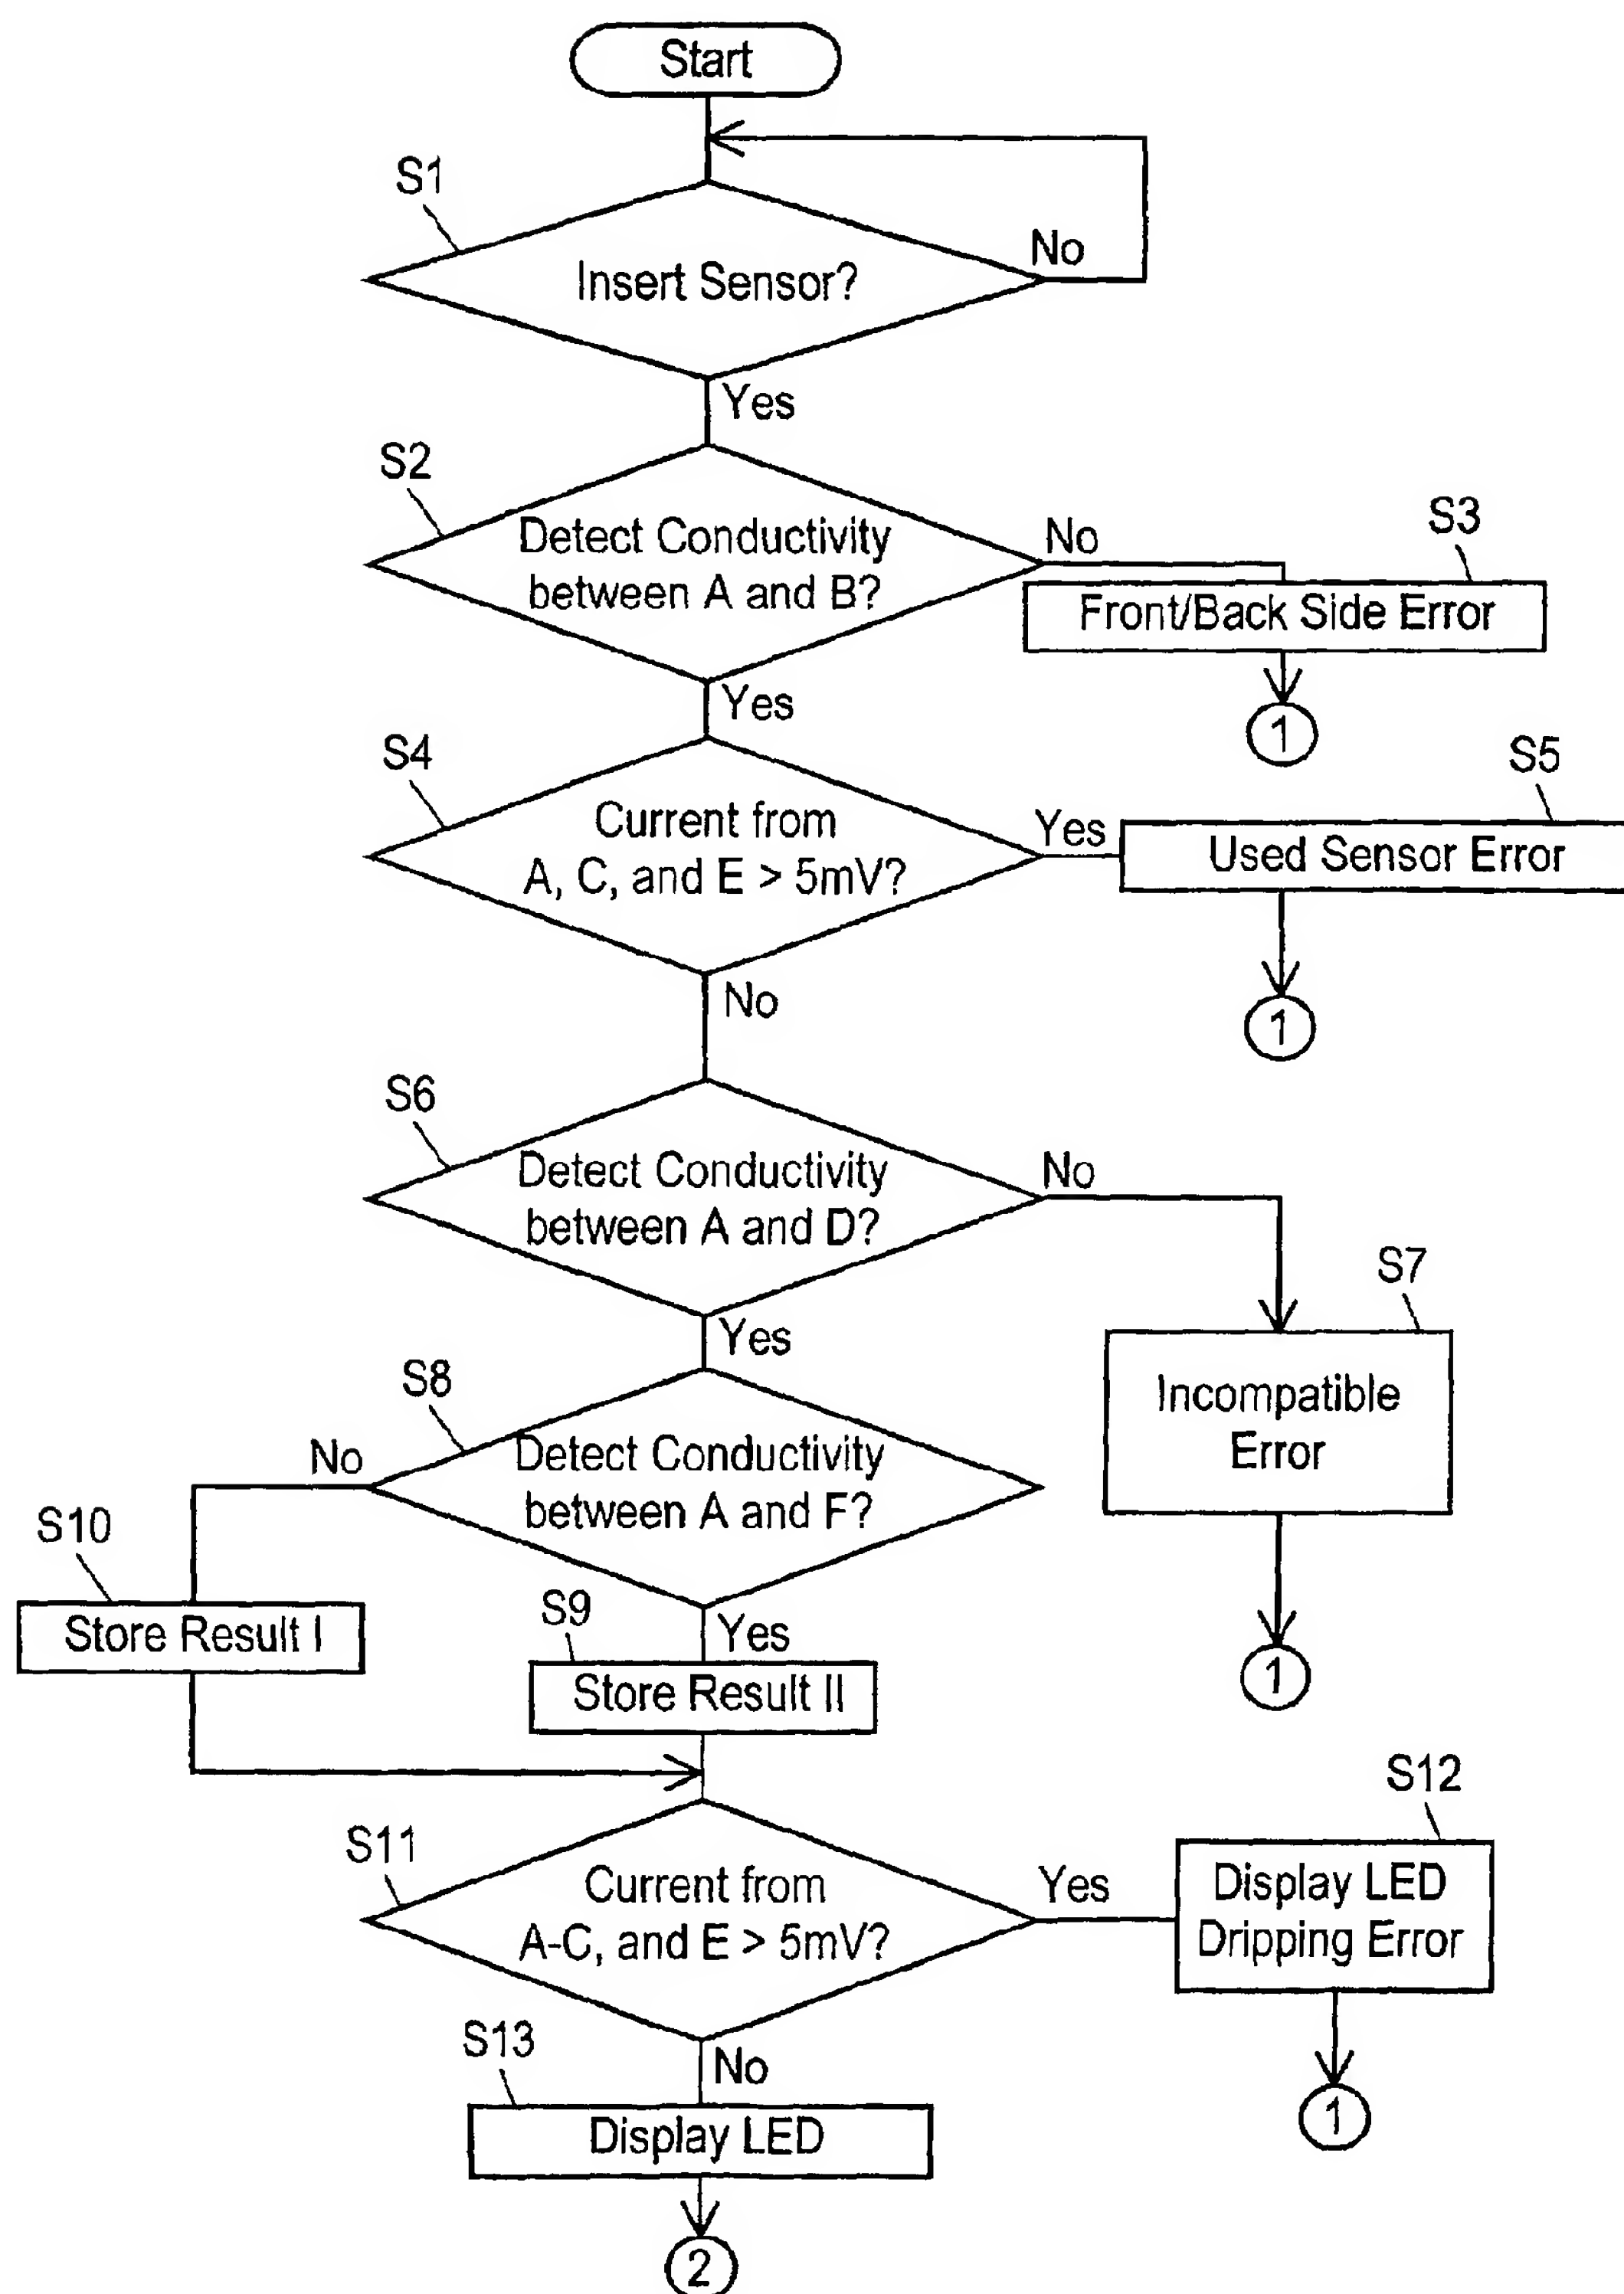 Start
S1
No
Insert Sensor?
Yes
S2
Detect Conductivity
between A and B?
No
S3
Front/Back Side Error
1
Yes
S4
Current from
A, C, and E > 5mV?
Yes
S5
Used Sensor Error
1
No
S6
Detect Conductivity
between A and D?
No
S7
Incompatible
Error
1
Yes
S8
Detect Conductivity
between A and F?
No
S10
Store Result I
S9
Yes
Store Result II
S11
Current from
A-C, and E > 5mV?
Yes
S12
Display LED
Dripping Error
1
S13
No
Display LED
2